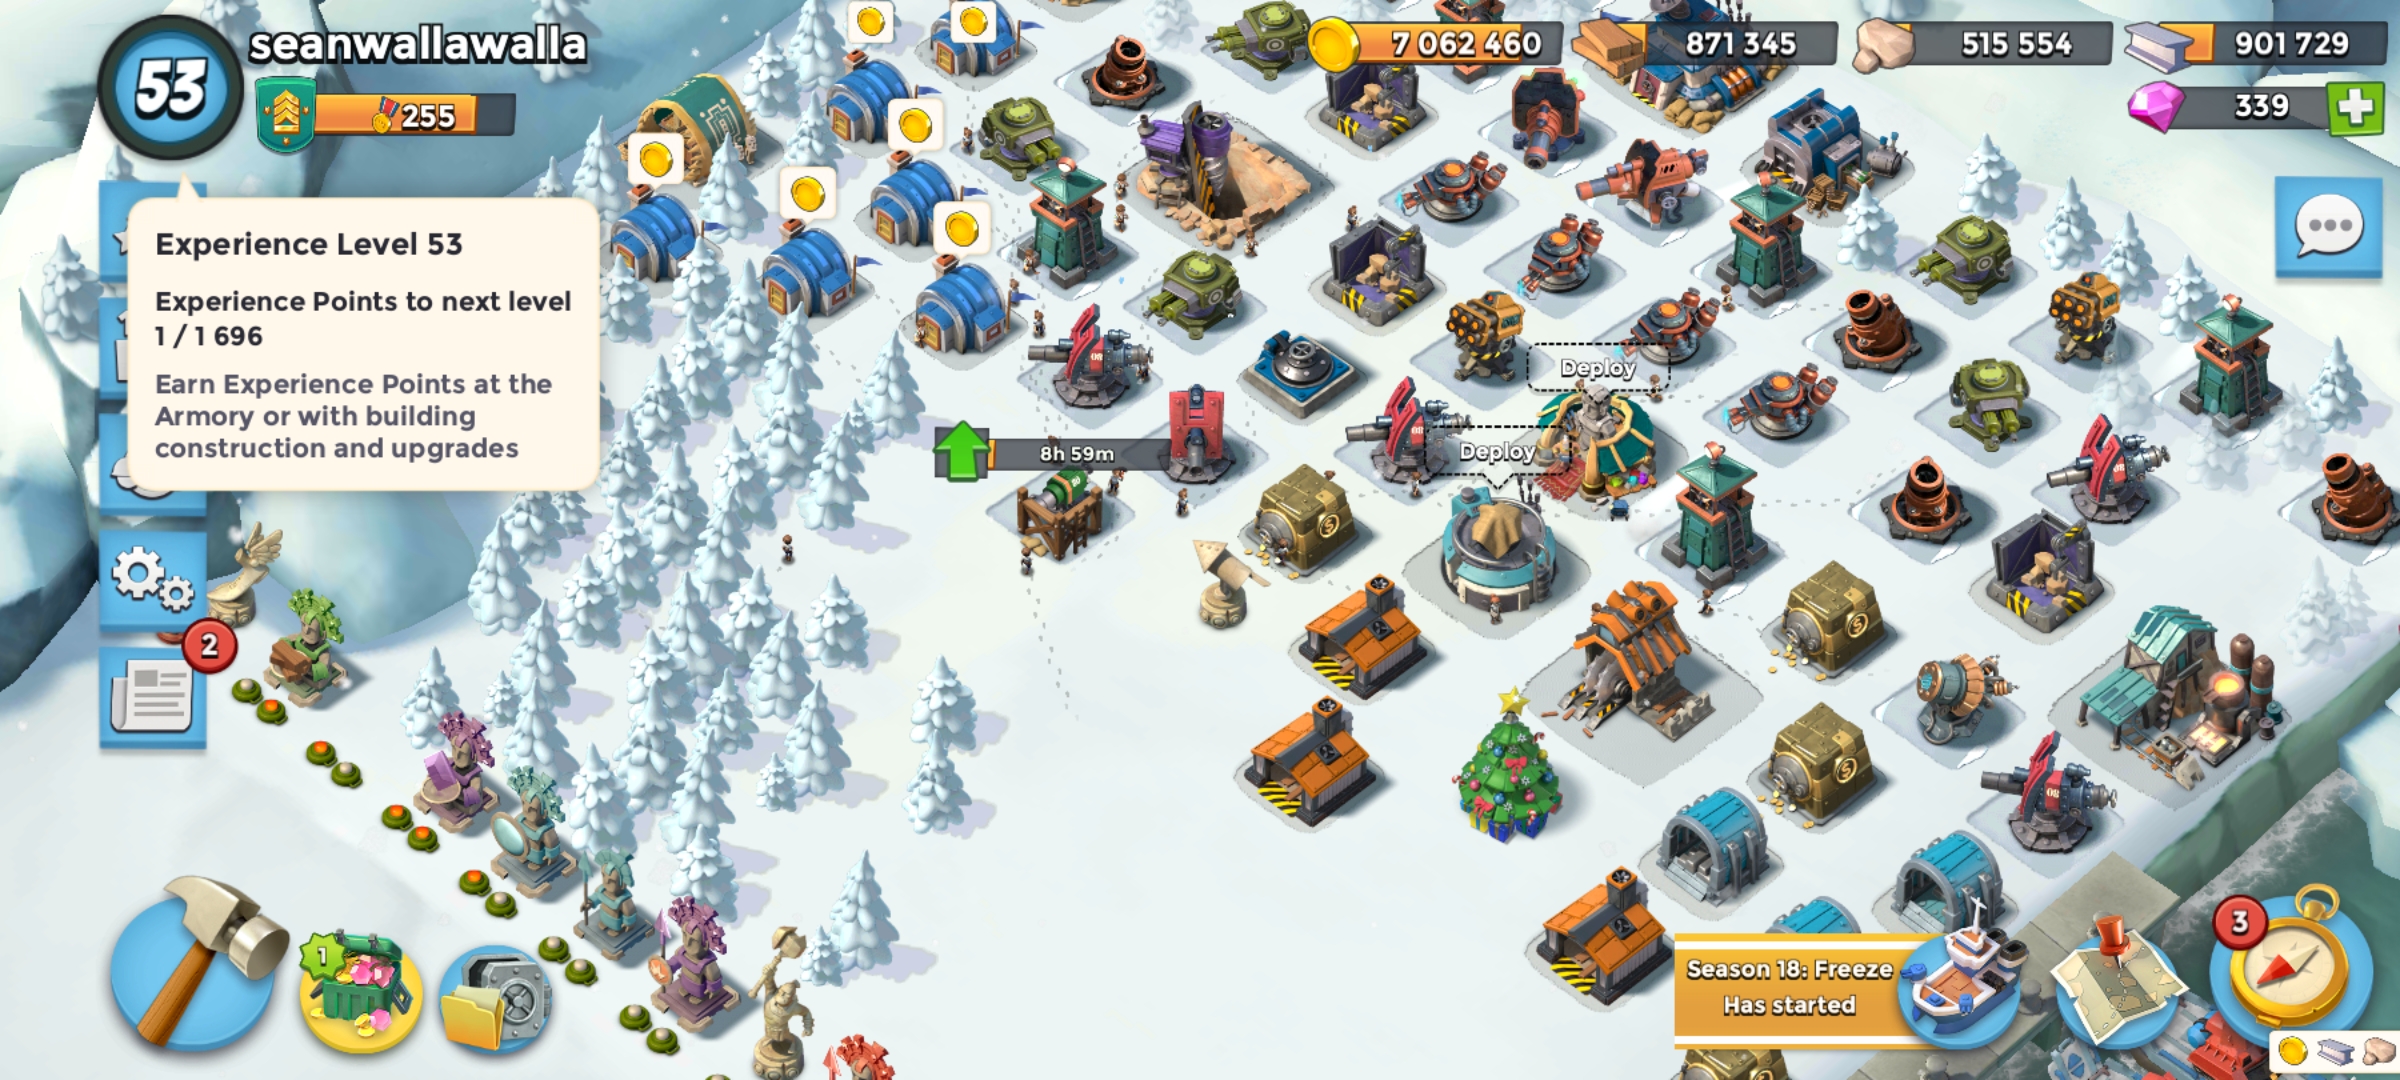 53
seanwallawalla
255
7 062 460
871 345
515 554
901 729
339
Experience Level 53
Experience Points to next level
1 / 1 696
Earn Experience Points at the
Armory or with building
construction and upgrades
Deploy
Deploy
8h 59m
2
1
3
Season 18: Freeze
Has started